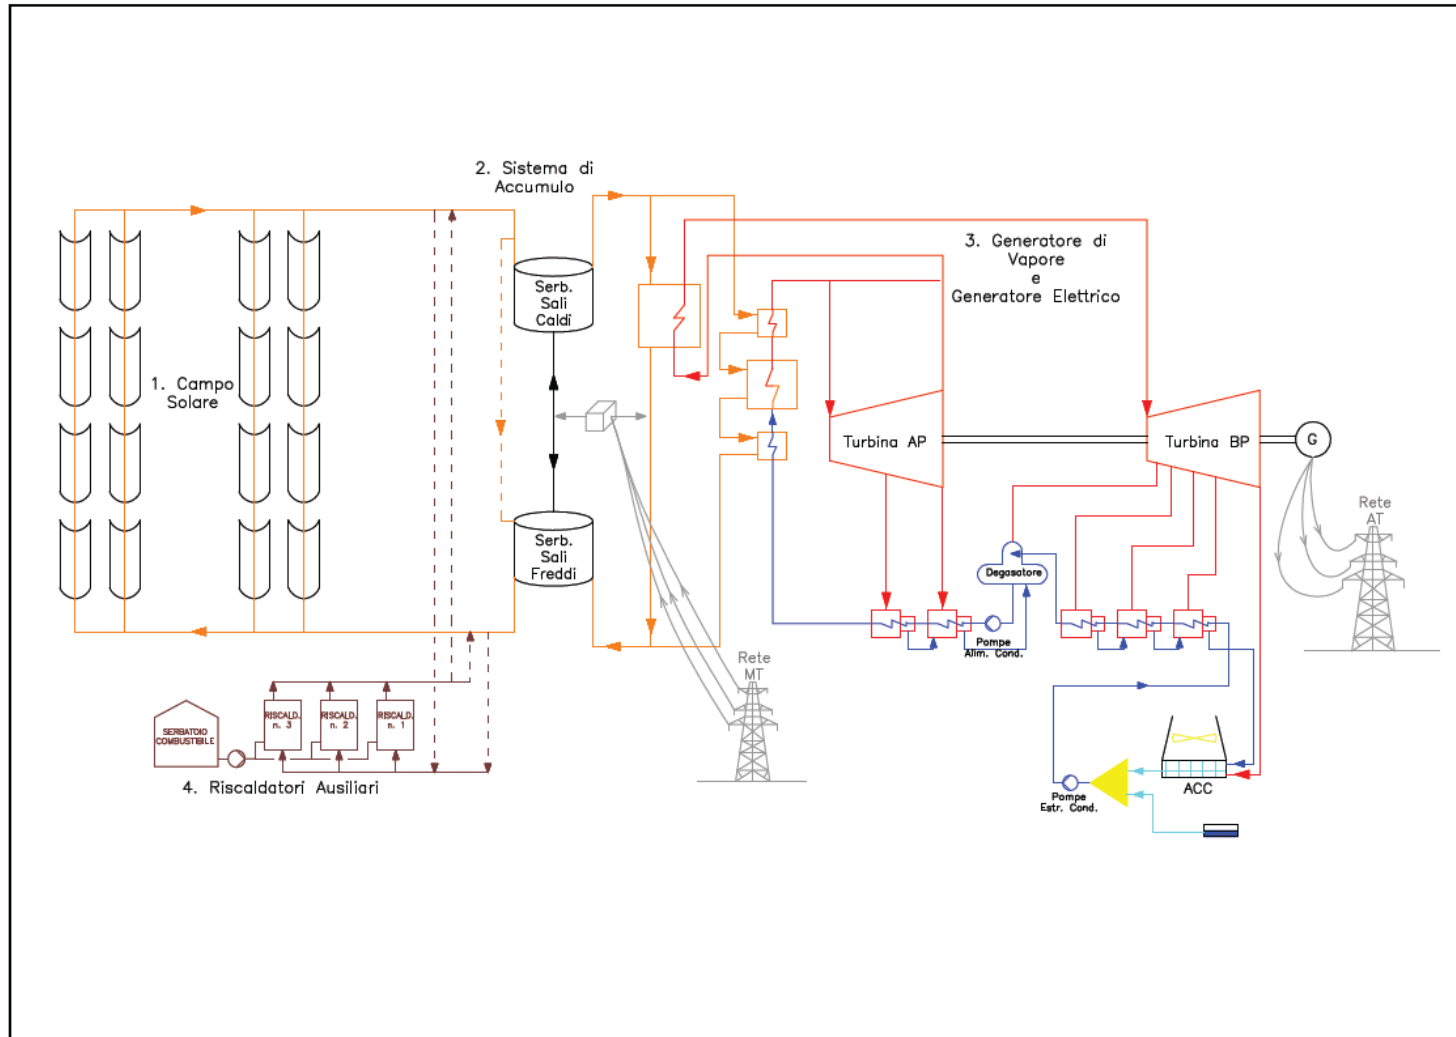 2. Sistema di
Accumulo
3. Generatore di
Vapore
e
Generatore Elettrico
Serb.
Sali
Caldi
1. Campo
Solare
Turbina AP
Turbina BP
G
Rete
AT
Serb.
Sali
Freddi
Degasatore
Pompe
Alim. Cond.
Rete
MT
SERBATOIO
COMBUSTIBILE
RISCALD.
n. 3
RISCALD.
n. 2
RISCALD.
n. 1
4. Riscaldatori Ausiliari
ACC
Pompe
Estr. Cond.